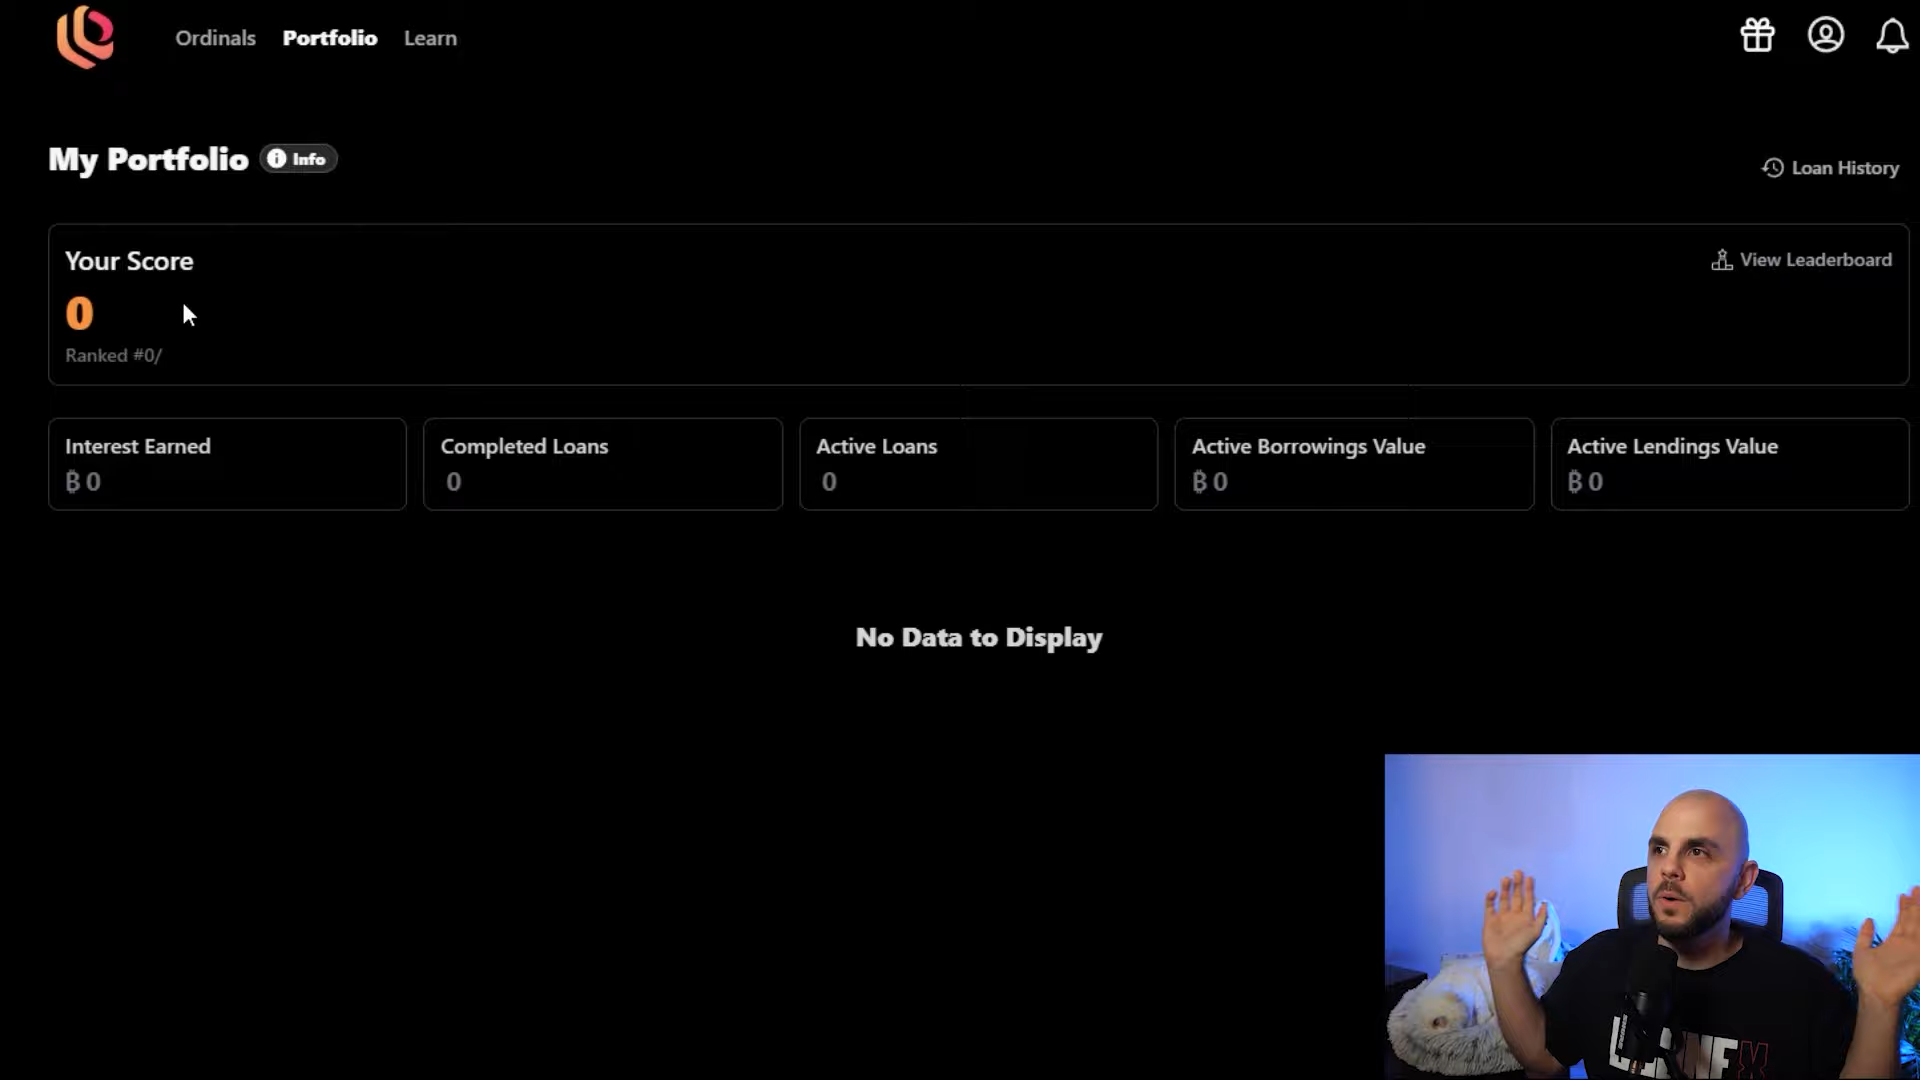 Ordinals Portfolio Learn
My Portfolio Info
Loan History
Your Score
View Leaderboard
0
Ranked #0/
Interest Earned
₿ 0
Completed Loans
0
Active Loans
0
Active Borrowings Value
₿ 0
Active Lendings Value
₿ 0
No Data to Display